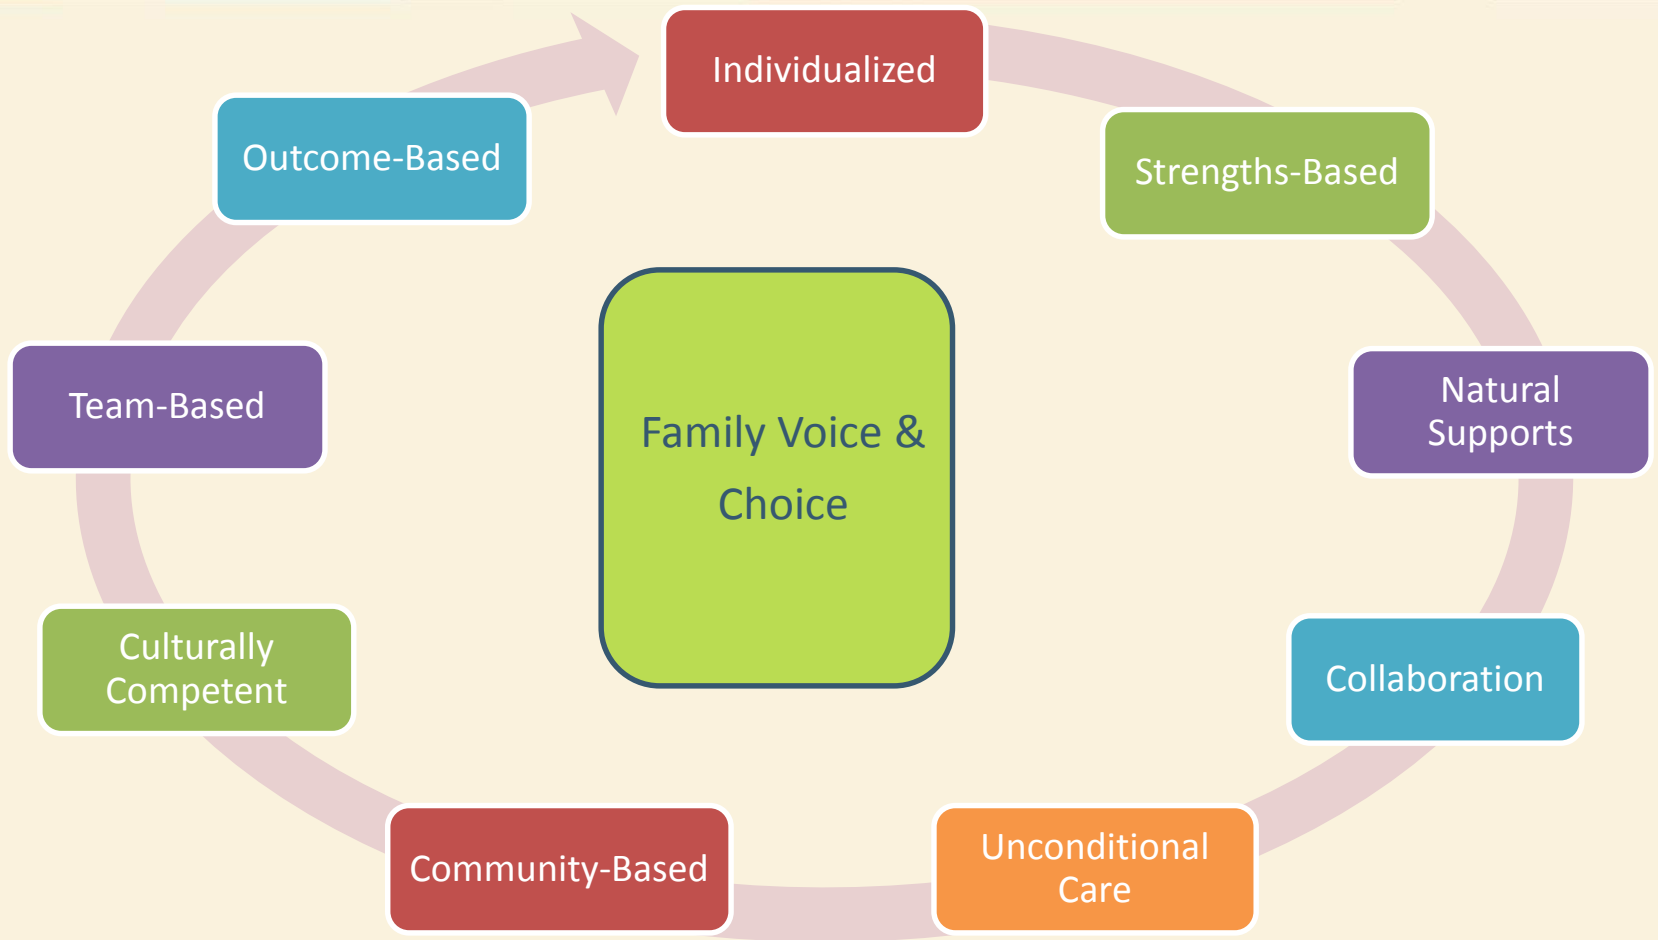 Individualized
Strengths-Based
Natural
Supports
Collaboration
Unconditional
Care
Community-Based
Culturally
Competent
Team-Based
Outcome-Based
Family Voice &
Choice